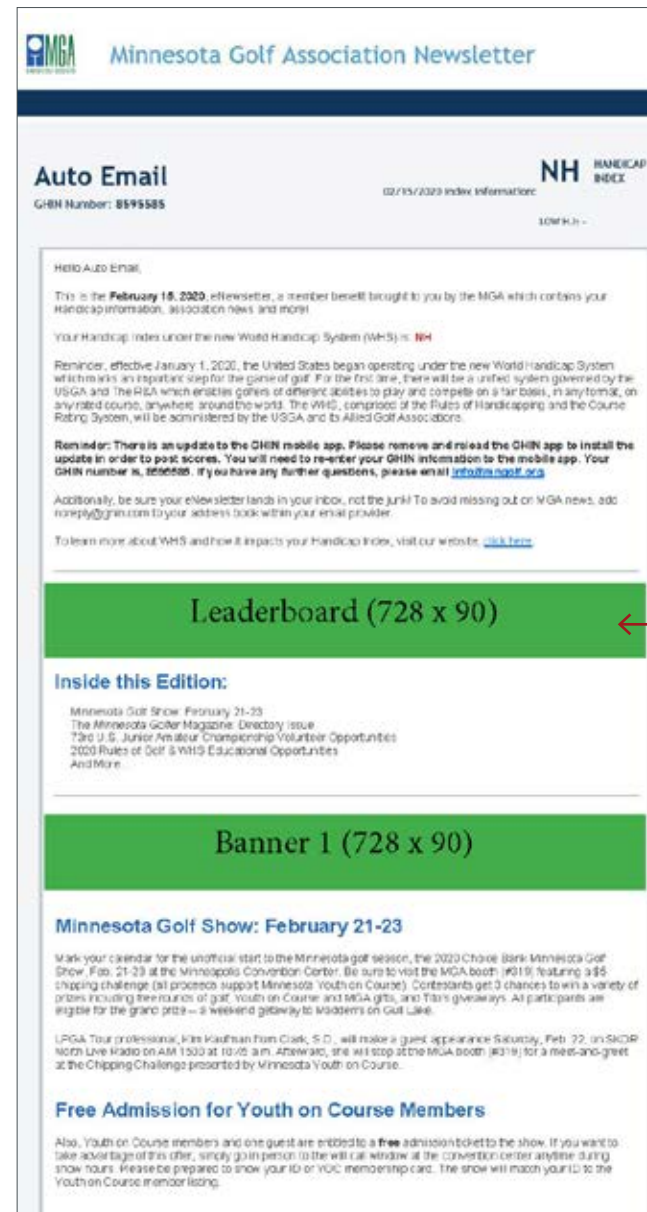 MGA Minnesota Golf Association Newsletter
Auto Email
GHIN Number: 8595585
02/15/2020 Index Information:
NH HANDICAP INDEX
LOW H.I: -
Hello Auto Email,
This is the February 15, 2020, eNewsletter, a member benefit brought to you by the MGA which contains your
Handicap information, association news and more!
Your Handicap Index under the new World Handicap System (WHS) is: NH
Reminder, effective January 1, 2020, the United States began operating under the new World Handicap System
which marks an important step for the game of golf. For the first time, there will be a unified system governed by the
USGA and The R&A which enables golfers of different abilities to play and compete on a fair basis, in any format, on
any rated course, anywhere around the world. The WHS, comprised of the Rules of Handicapping and the Course
Rating System, will be administered by the USGA and its Allied Golf Associations.
Reminder: There is an update to the GHIN mobile app. Please remove and reload the GHIN app to install the
update in order to post scores. You will need to re-enter your GHIN information to the mobile app. Your
GHIN number is, 8595585. If you have any further questions, please email info@mngolf.org.
Additionally, be sure your eNewsletter lands in your inbox, not the junk! To avoid missing out on MGA news, add
noreply@ghin.com to your address book within your email provider.
To learn more about WHS and how it impacts your Handicap Index, visit our website, click here.
Leaderboard (728 x 90)
Inside this Edition:
Minnesota Golf Show: February 21-23
The Minnesota Golfer Magazine: Directory Issue
73rd U.S. Junior Amateur Championship Volunteer Opportunities
2020 Rules of Golf & WHS Educational Opportunities
And More
Banner 1 (728 x 90)
Minnesota Golf Show: February 21-23
Mark your calendar for the unofficial start to the Minnesota golf season, the 2020 Choice Bank Minnesota Golf
Show, Feb. 21-23 at the Minneapolis Convention Center. Be sure to visit the MGA booth (#319) featuring a $5
chipping challenge (all proceeds support Minnesota Youth on Course). Contestants get 3 chances to win a variety of
prizes including free rounds of golf, Youth on Course and MGA gifts, and Tito's giveaways. All participants are
eligible for the grand prize – a weekend getaway to Madden's on Gull Lake.
LPGA Tour professional, Kim Kaufman from Clark, S.D., will make a guest appearance Saturday, Feb. 22, on SKOR
North Live Radio on AM 1500 at 10:45 a.m. Afterward, she will stop at the MGA booth (#319) for a meet-and-greet
at the Chipping Challenge presented by Minnesota Youth on Course.
Free Admission for Youth on Course Members
Also, Youth on Course members and one guest are entitled to a free admission ticket to the show. If you want to
take advantage of this offer, simply go in person to the will call window at the convention center anytime during
show hours. Please be prepared to show your ID or YOC membership card. The show will match your ID to the
Youth on Course member listing.